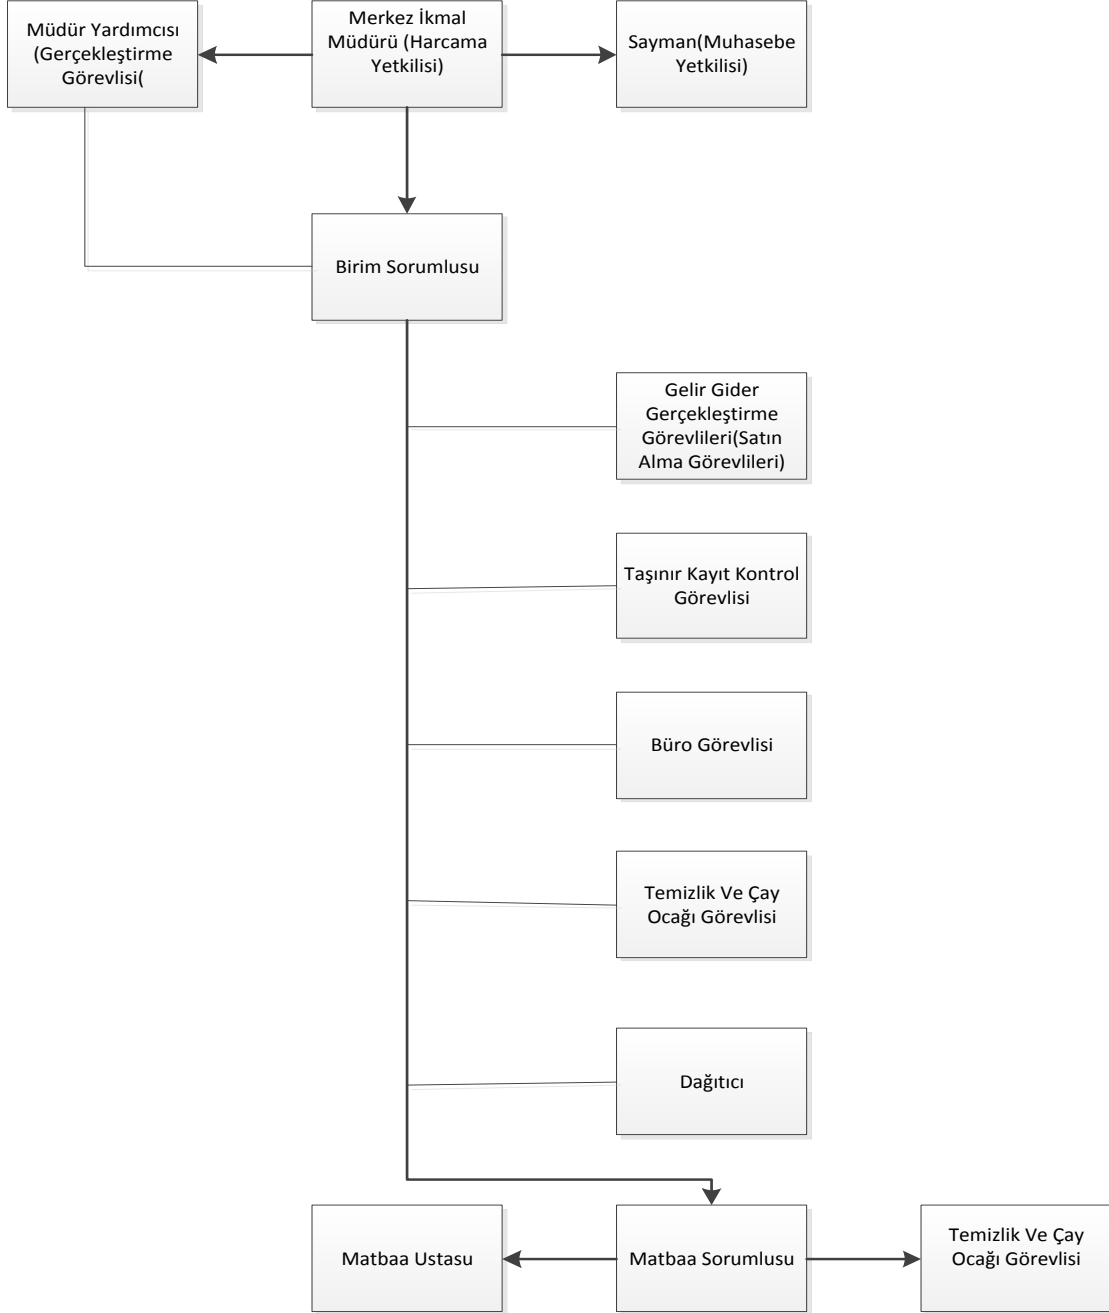 Müdür Yardımcısı
(Gerçekleştirme
Görevlisi(
Merkez İkmal
Müdürü (Harcama
Yetkilisi)
Sayman(Muhasebe
Yetkilisi)
Birim Sorumlusu
Gelir Gider
Gerçekleştirme
Görevlileri(Satın
Alma Görevlileri)
Taşınır Kayıt Kontrol
Görevlisi
Büro Görevlisi
Temizlik Ve Çay
Ocağı Görevlisi
Dağıtıcı
Matbaa Ustası
Matbaa Sorumlusu
Temizlik Ve Çay
Ocağı Görevlisi